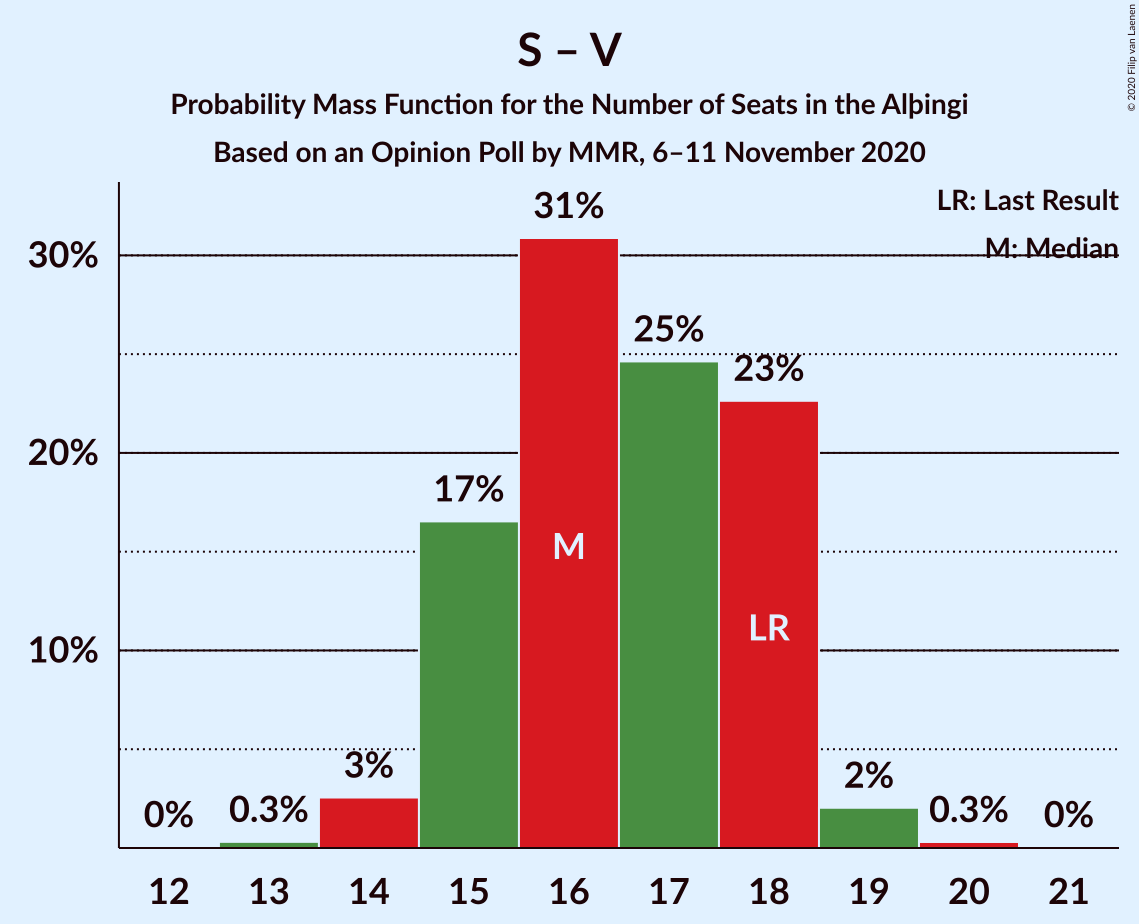 S – V
Probability Mass Function for the Number of Seats in the Alþingi
Based on an Opinion Poll by MMR, 6–11 November 2020
© 2020 Filip van Laenen
LR: Last Result
M: Median
30%
20%
10%
0%
0.3%
3%
17%
31%
25%
23%
2%
0.3%
0%
M
LR
12 13 14 15 16 17 18 19 20 21